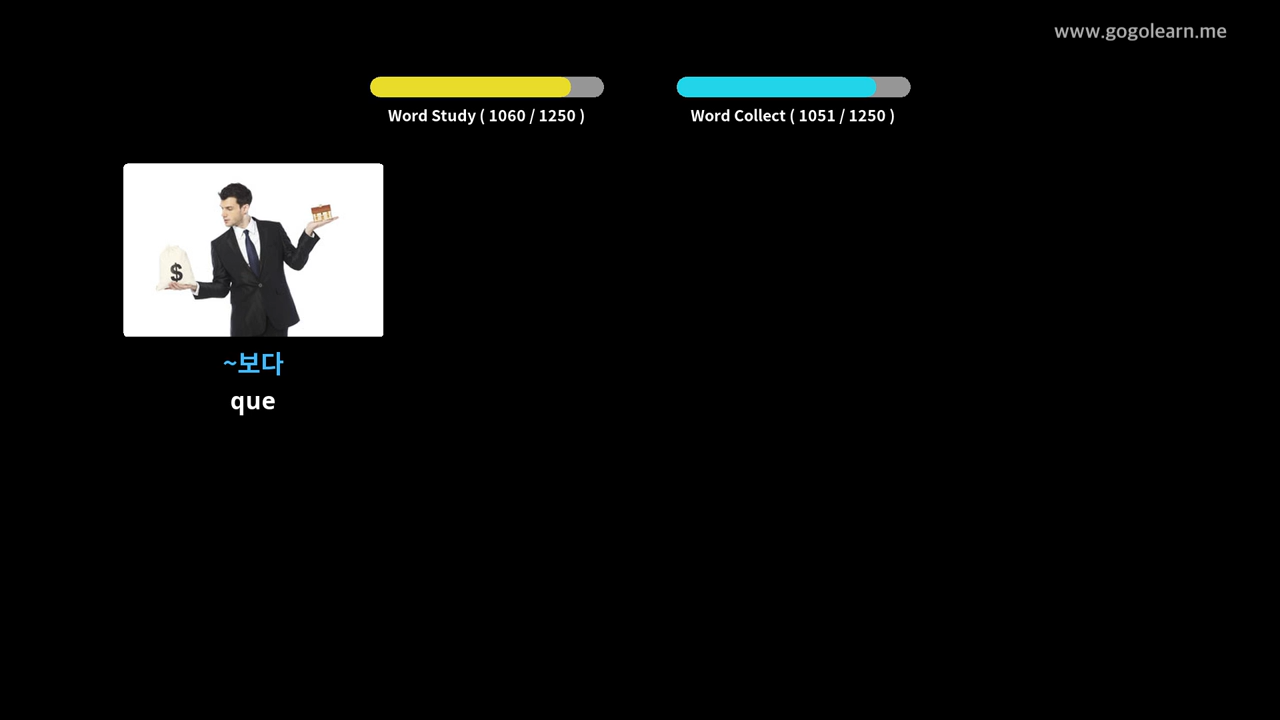 www.gogolearn.me
Word Study ( 1060 / 1250 )
Word Collect ( 1051 / 1250 )
$
~보다
que